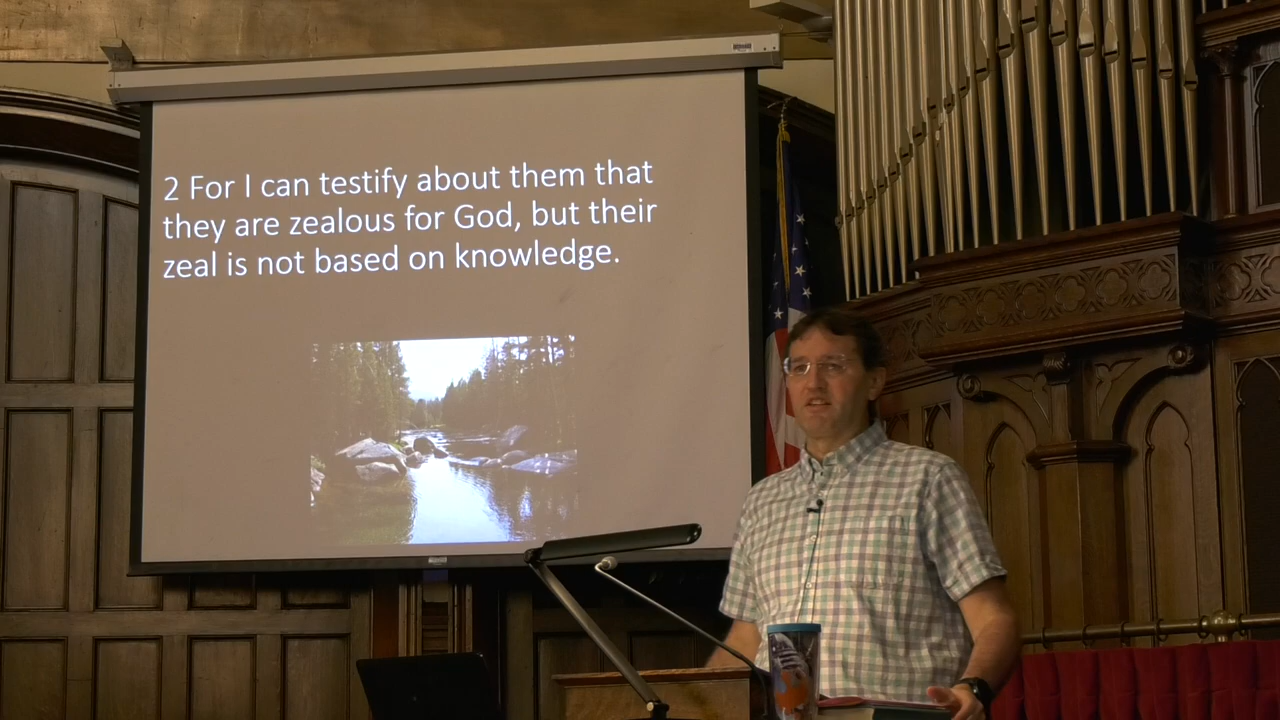 2 For I can testify about them that
they are zealous for God, but their
zeal is not based on knowledge.